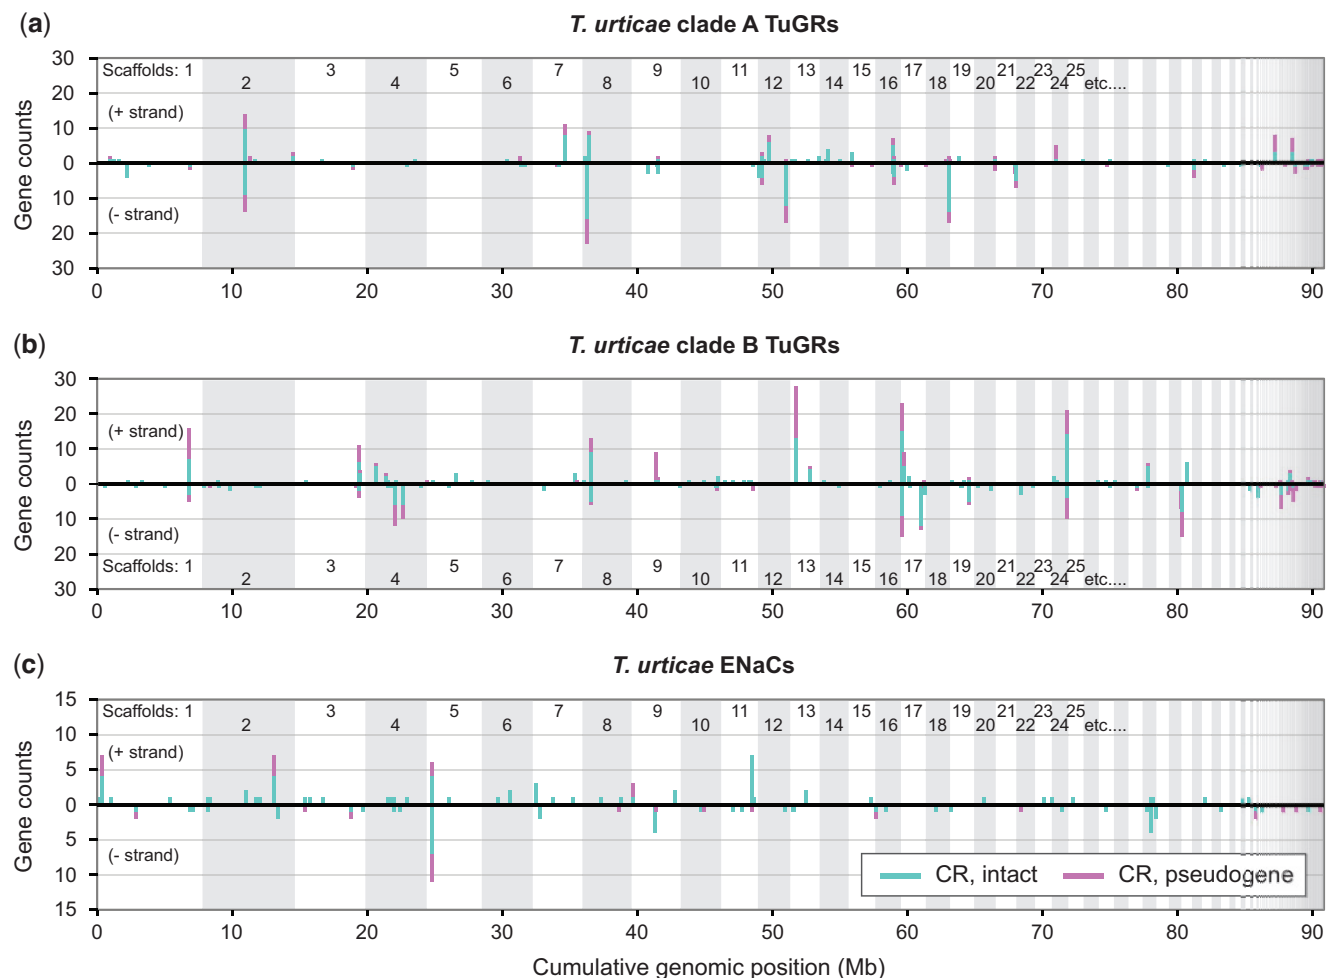 (a)
T. urticae clade A TuGRs
Gene counts
30
20
10
0
10
20
30
Scaffolds: 1 2 3 4 5 6 7 8 9 10 11 12 13 14 15 16 17 18 19 20 21 22 23 24 25 etc....
(+ strand)
(- strand)
0 10 20 30 40 50 60 70 80 90
(b)
T. urticae clade B TuGRs
Gene counts
30
20
10
0
10
20
30
(+ strand)
(- strand)
Scaffolds: 1 2 3 4 5 6 7 8 9 10 11 12 13 14 15 16 17 18 19 20 21 22 23 24 25 etc....
0 10 20 30 40 50 60 70 80 90
(c)
T. urticae ENaCs
Gene counts
15
10
5
0
5
10
15
Scaffolds: 1 2 3 4 5 6 7 8 9 10 11 12 13 14 15 16 17 18 19 20 21 22 23 24 25 etc....
(+ strand)
(- strand)
CR, intact CR, pseudogene
0 10 20 30 40 50 60 70 80 90
Cumulative genomic position (Mb)